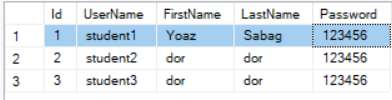 Id UserName FirstName LastName Password
1 1 student1 Yoaz Sabag 123456
2 2 student2 dor dor 123456
3 3 student3 dor dor 123456